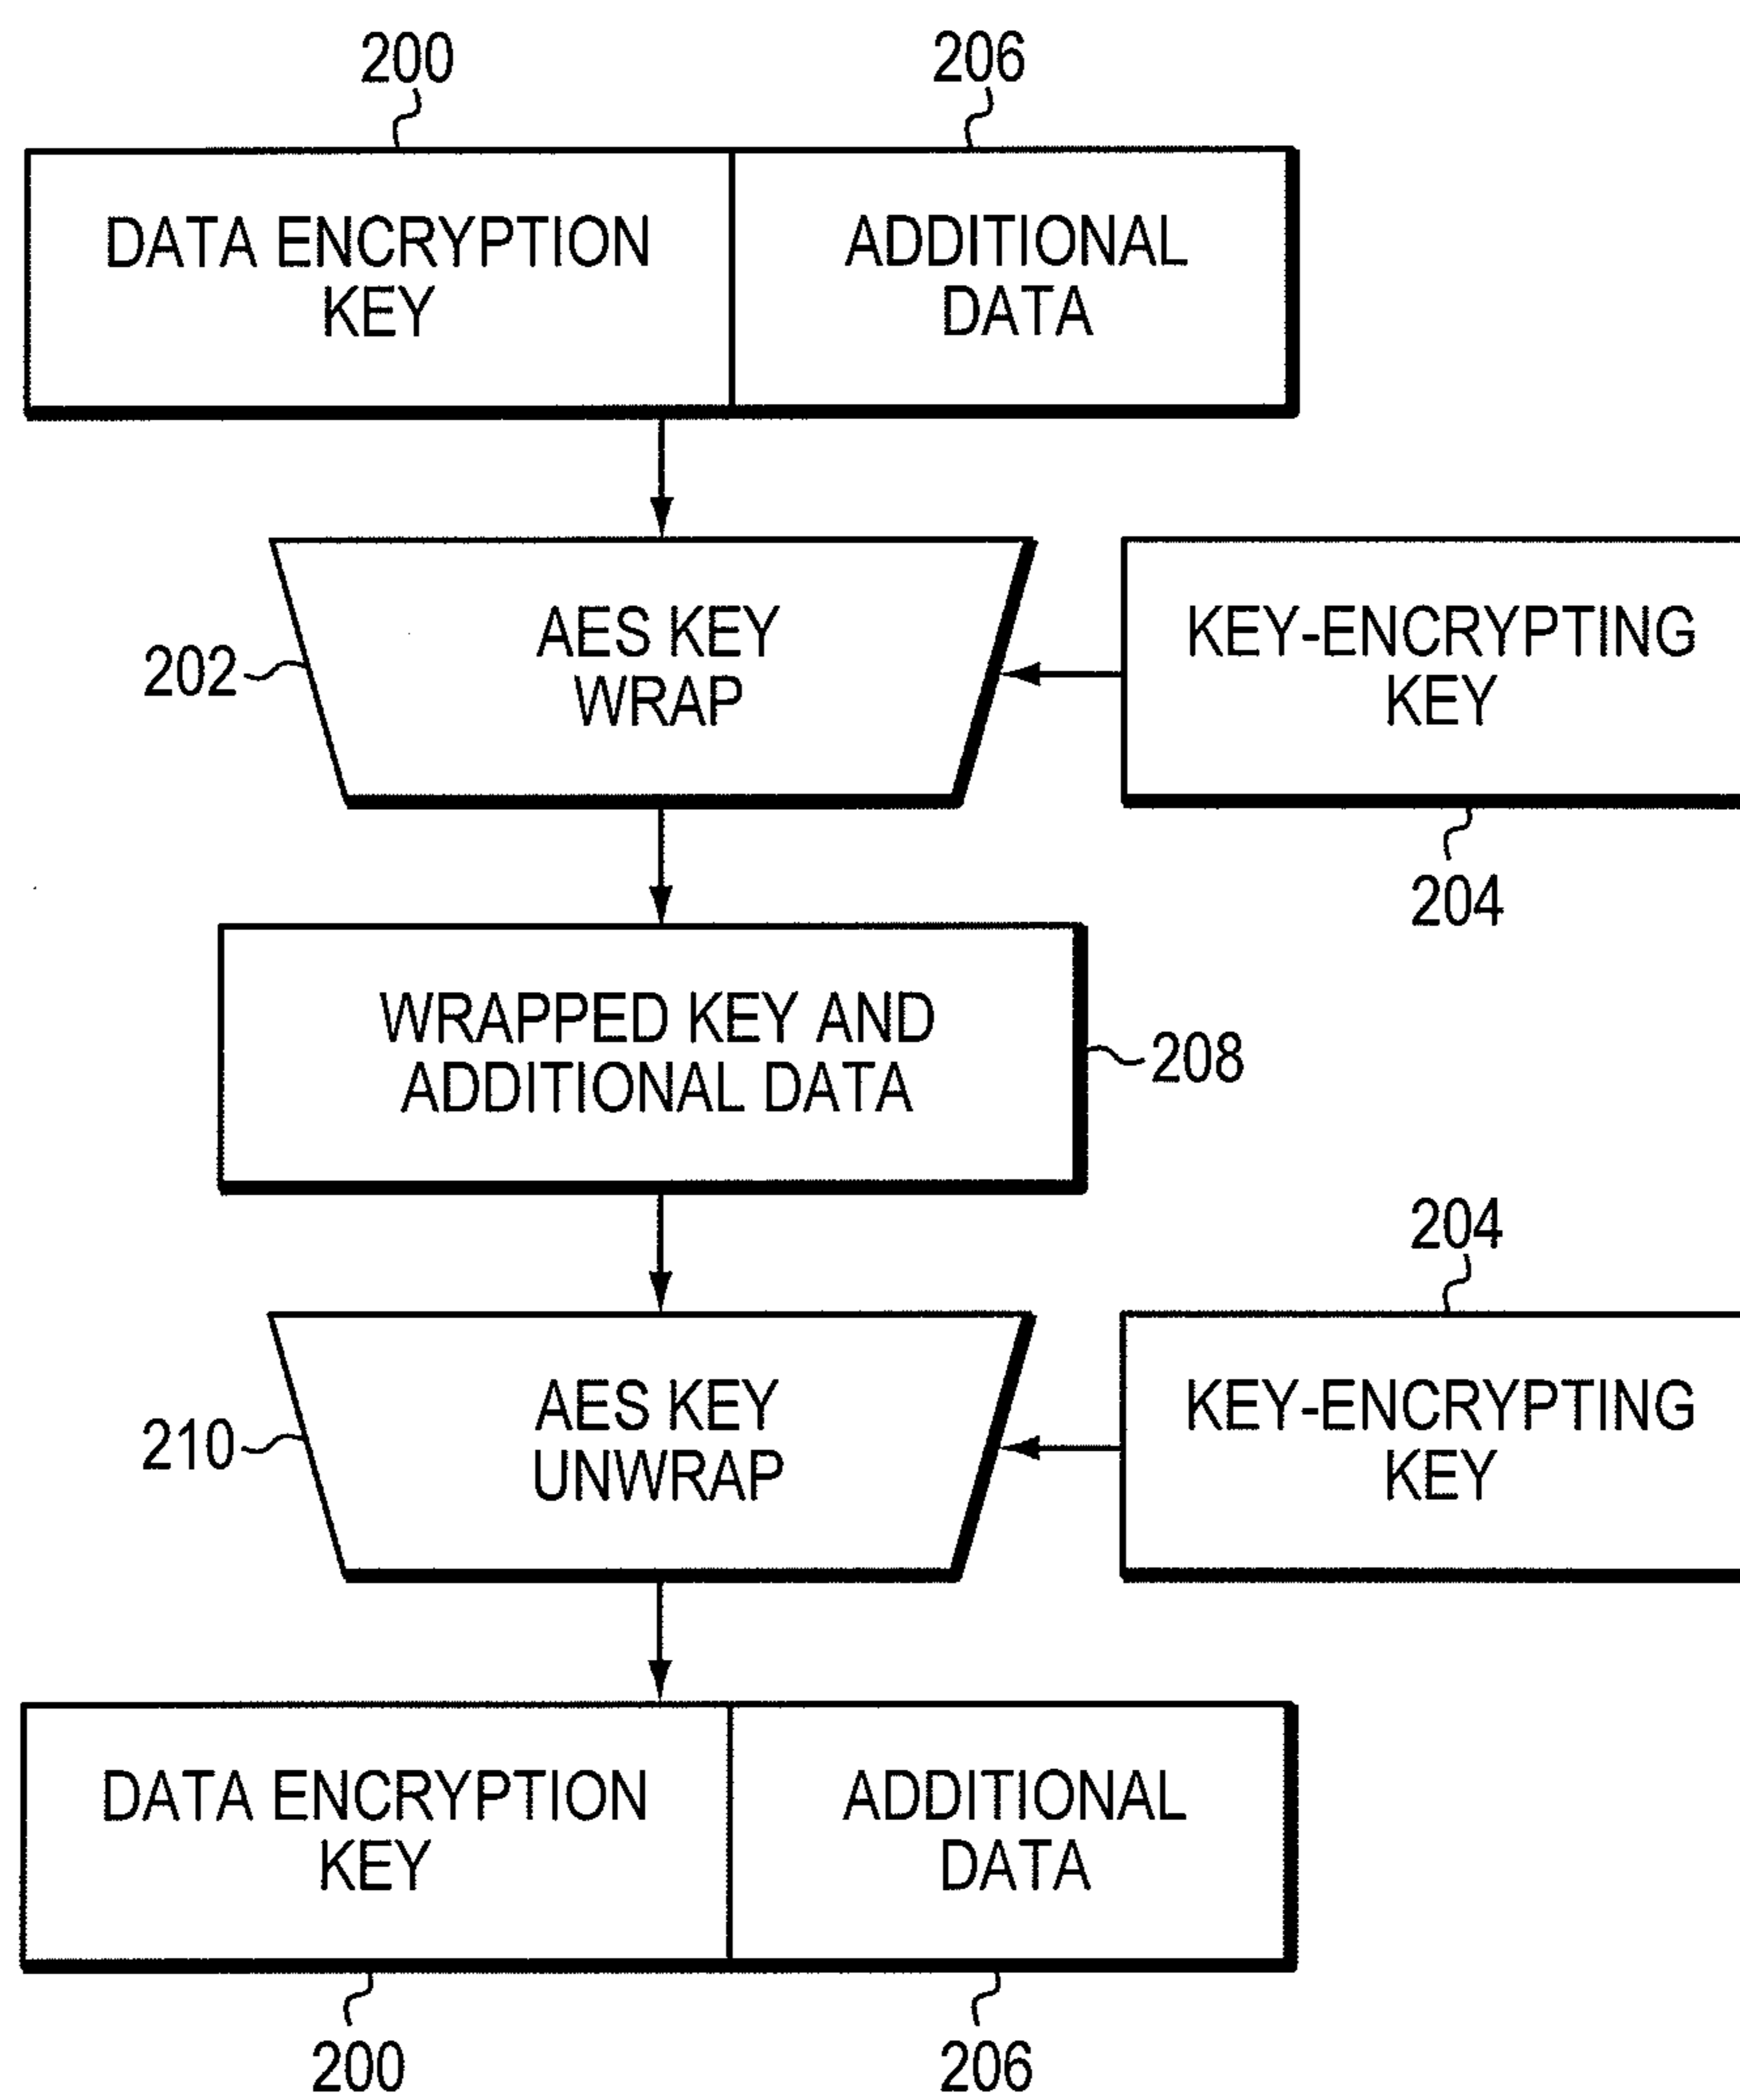 200
206
DATA ENCRYPTION
KEY
ADDITIONAL
DATA
202
AES KEY
WRAP
KEY-ENCRYPTING
KEY
204
WRAPPED KEY AND
ADDITIONAL DATA
208
204
210
AES KEY
UNWRAP
KEY-ENCRYPTING
KEY
DATA ENCRYPTION
KEY
ADDITIONAL
DATA
200
206